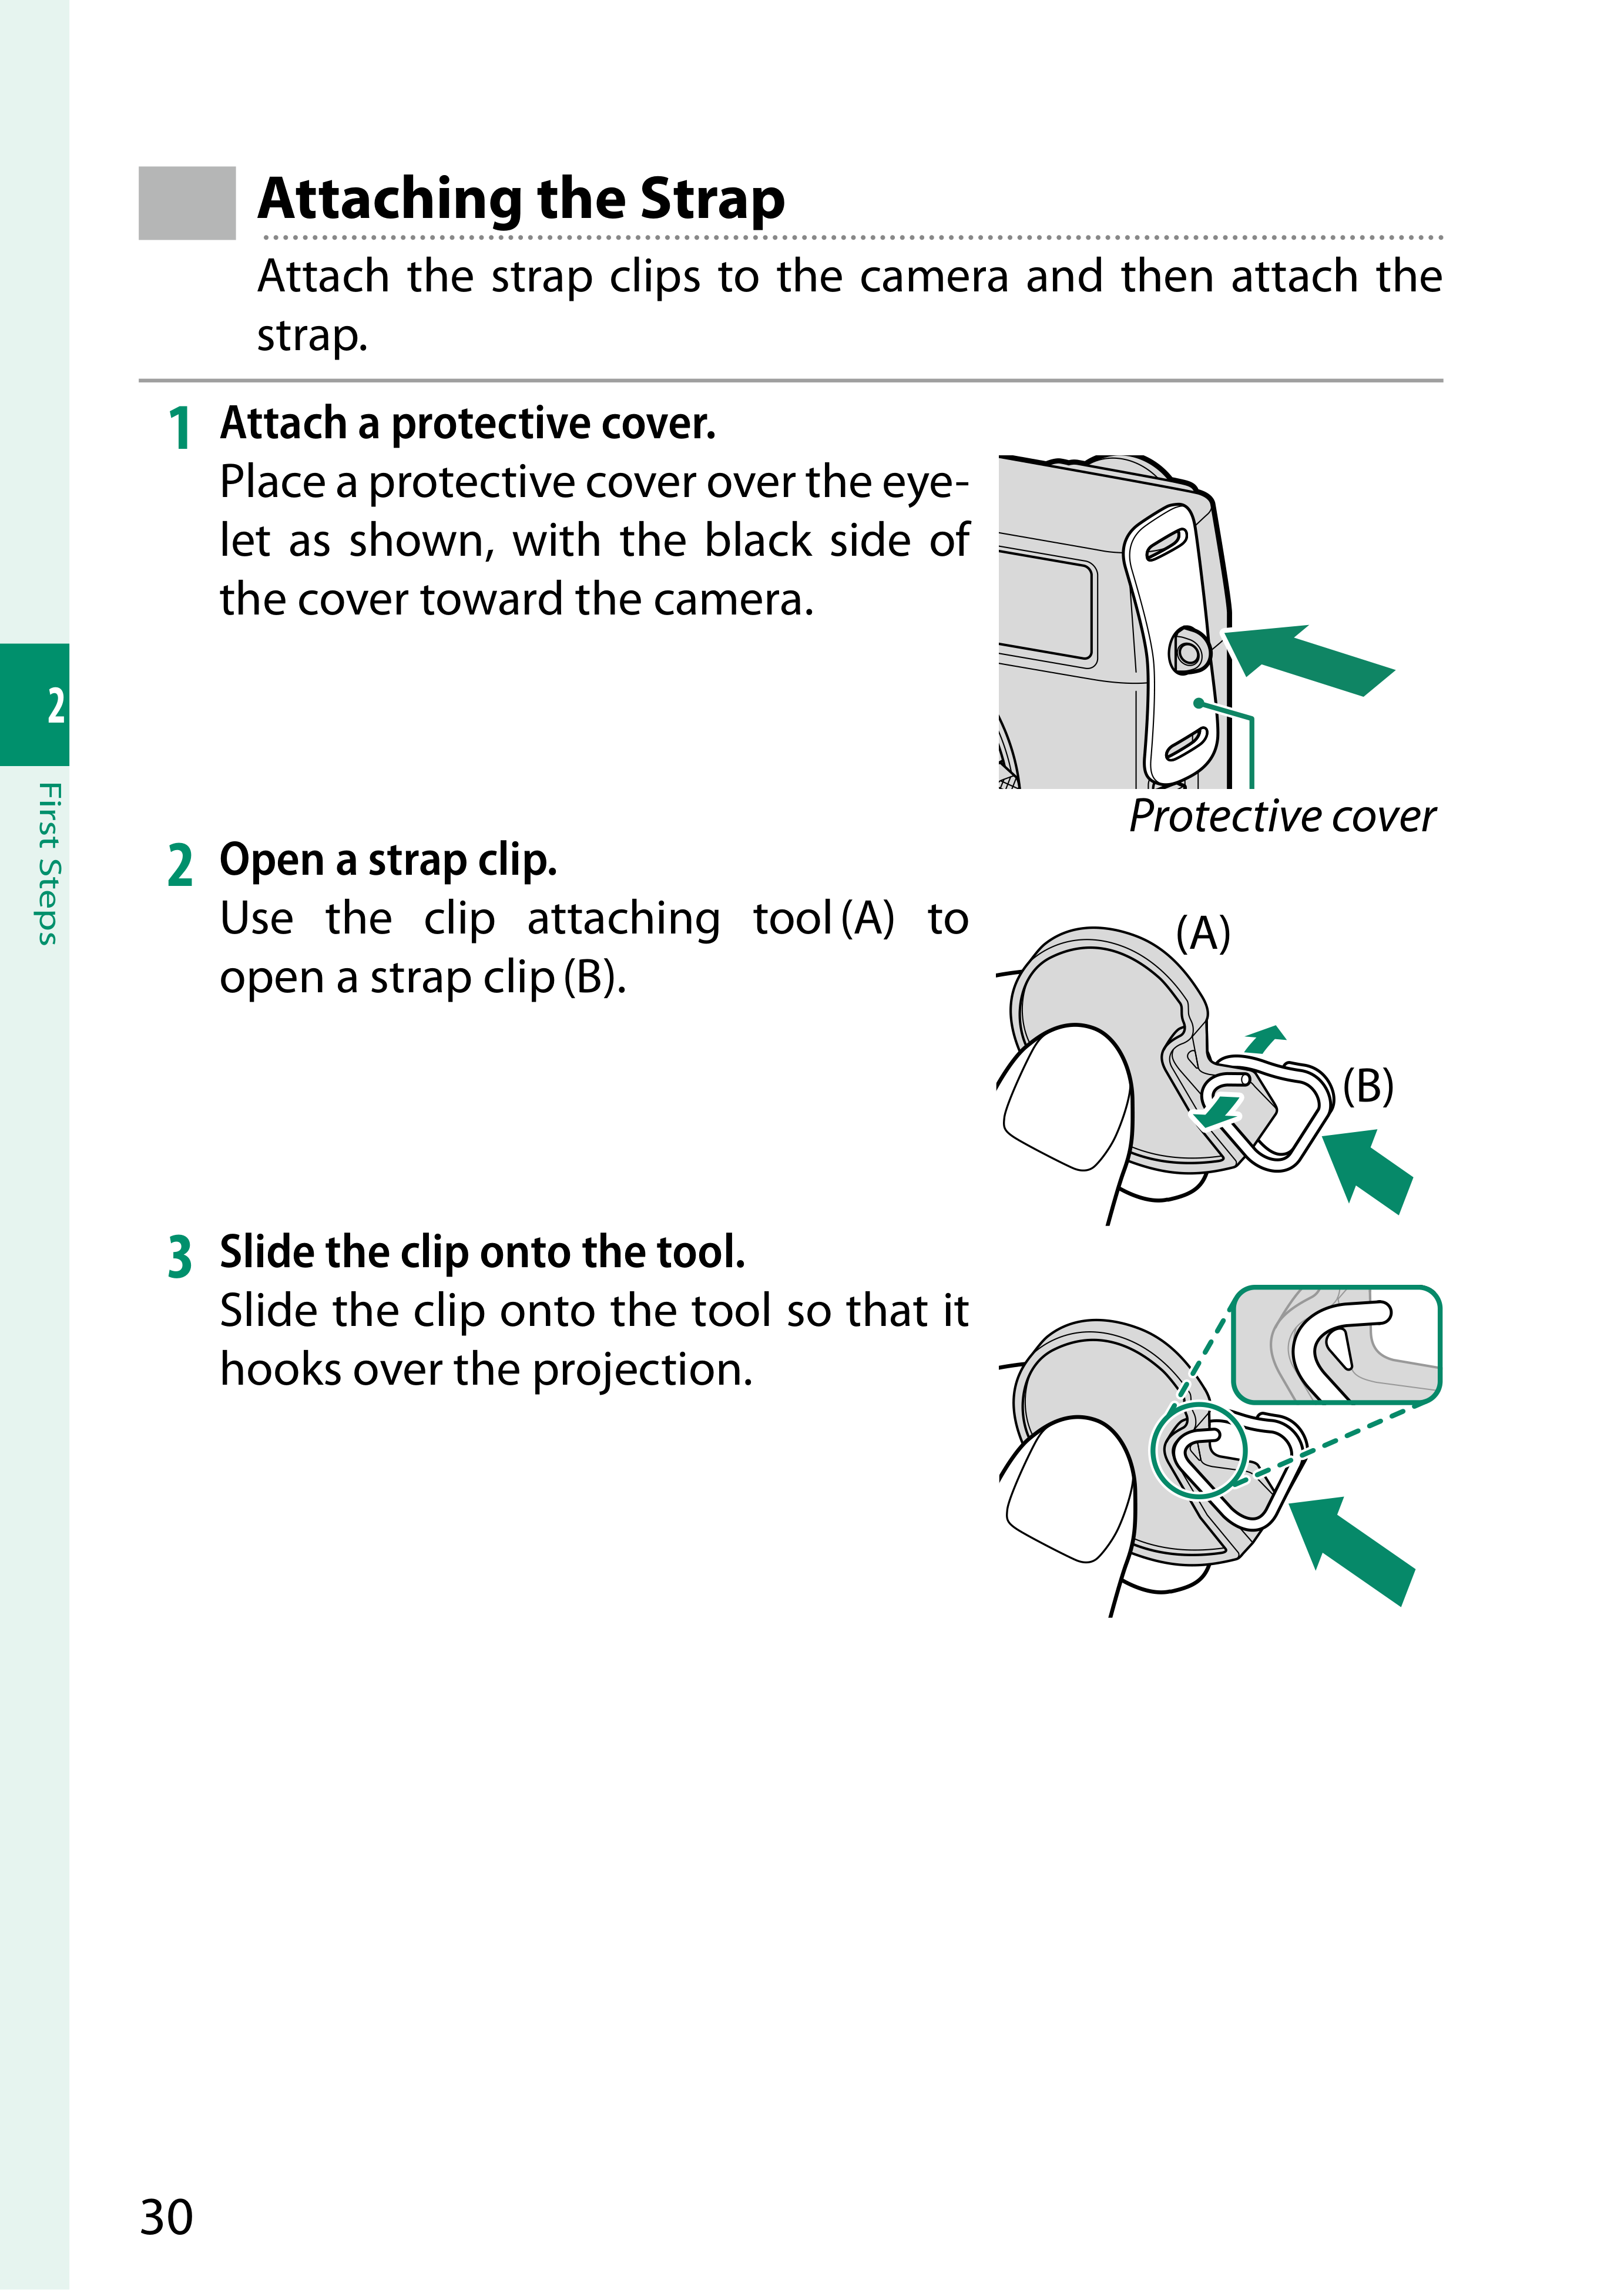 Attaching the Strap
Attach the strap clips to the camera and then attach the
strap.
1 Attach a protective cover.
Place a protective cover over the eye-
let as shown, with the black side of
the cover toward the camera.
Protective cover
2 Open a strap clip.
Use the clip attaching tool (A) to
open a strap clip (B).
(A)
(B)
3 Slide the clip onto the tool.
Slide the clip onto the tool so that it
hooks over the projection.
2
First Steps
30